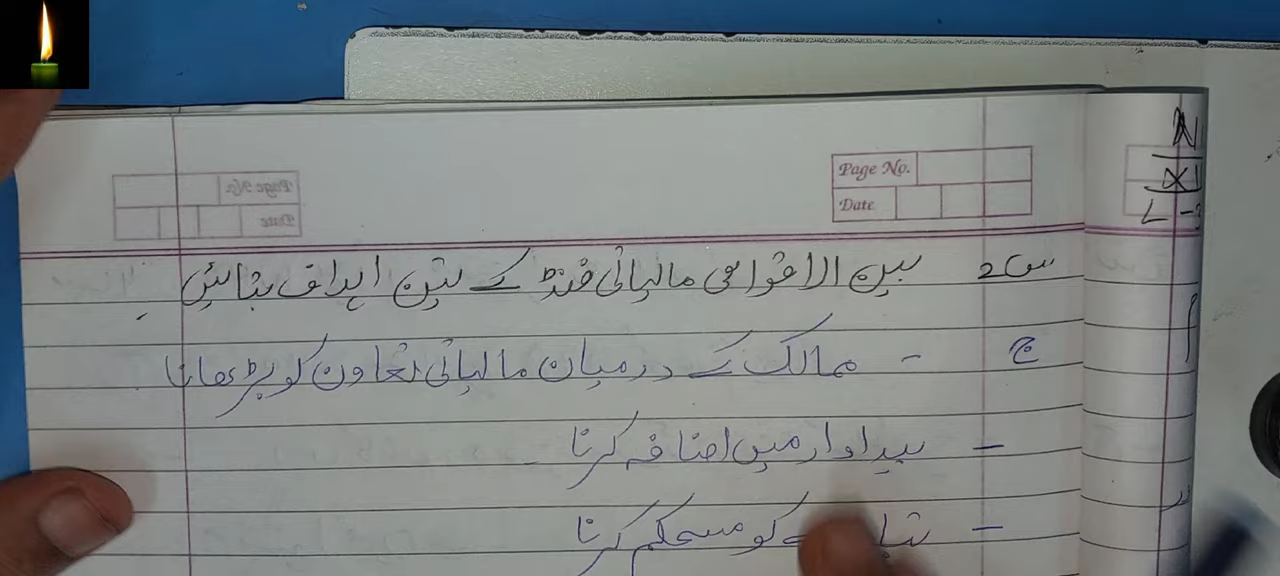 Page No.
Date
س2 بین الاقوامی مالیاتی فنڈ کے تین اہداف بتائیں۔
ج - ممالک کے درمیان مالیاتی تعاون کو بڑھانا
- پیداوار میں اضافہ کرنا
- کو مستحکم کرنا